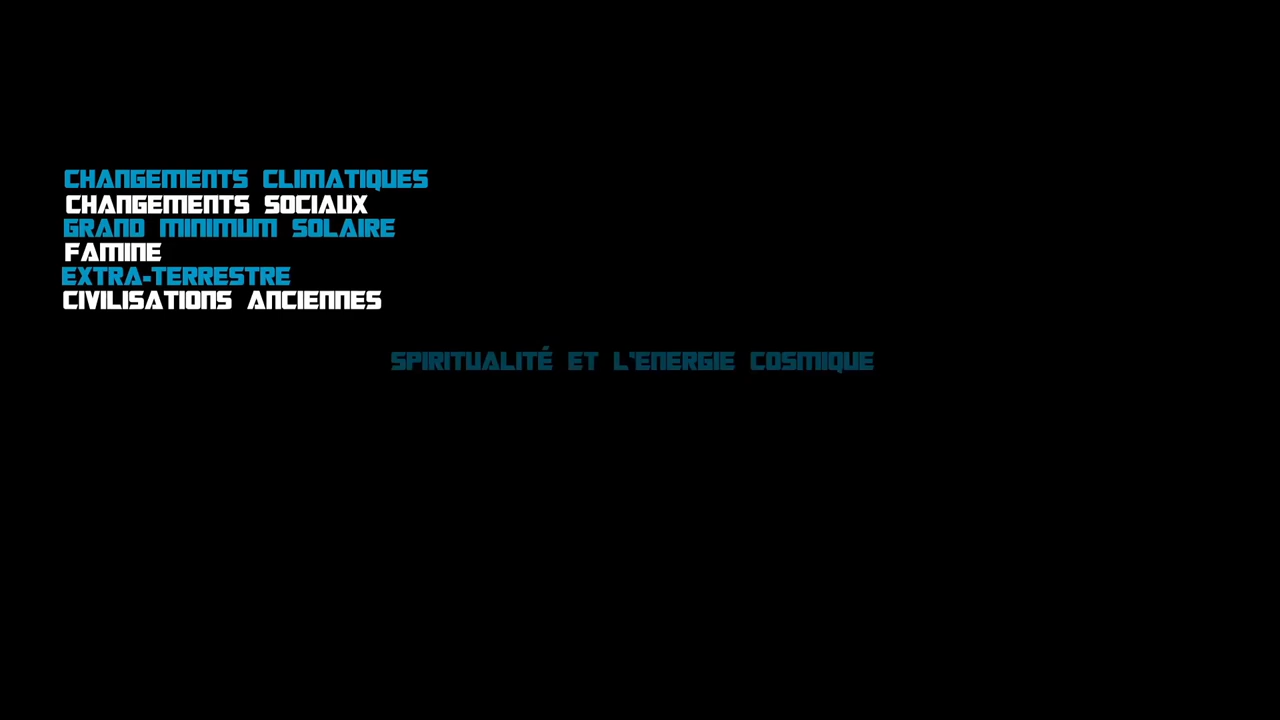 CHANGEMENTS CLIMATIQUES
CHANGEMENTS SOCIAUX
GRAND MINIMUM SOLAIRE
FAMINE
EXTRA-TERRESTRE
CIVILISATIONS ANCIENNES
SPIRITUALITÉ ET L'ENERGIE COSMIQUE